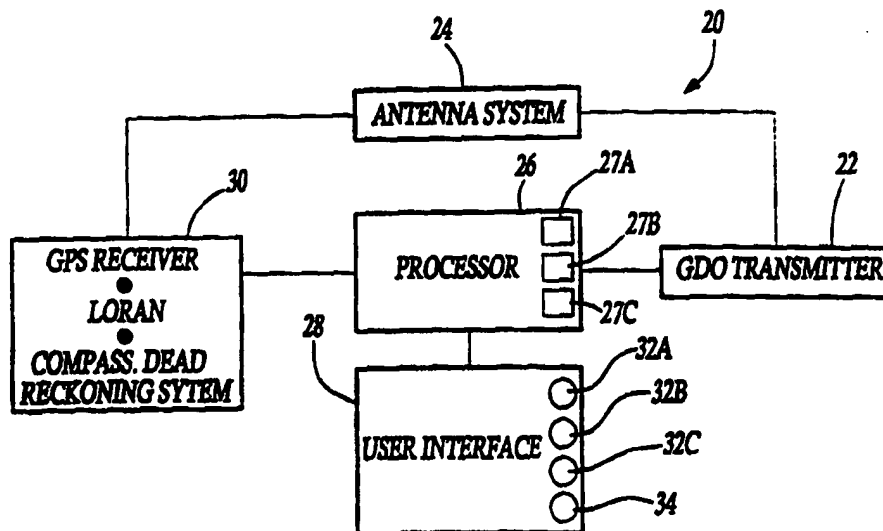 24
20
ANTENNA SYSTEM
30
26
27A
22
GPS RECEIVER
LORAN
COMPASS. DEAD
RECKONING SYTEM
PROCESSOR
27B
GDO TRANSMITTER
27C
28
32A
USER INTERFACE
32B
32C
34